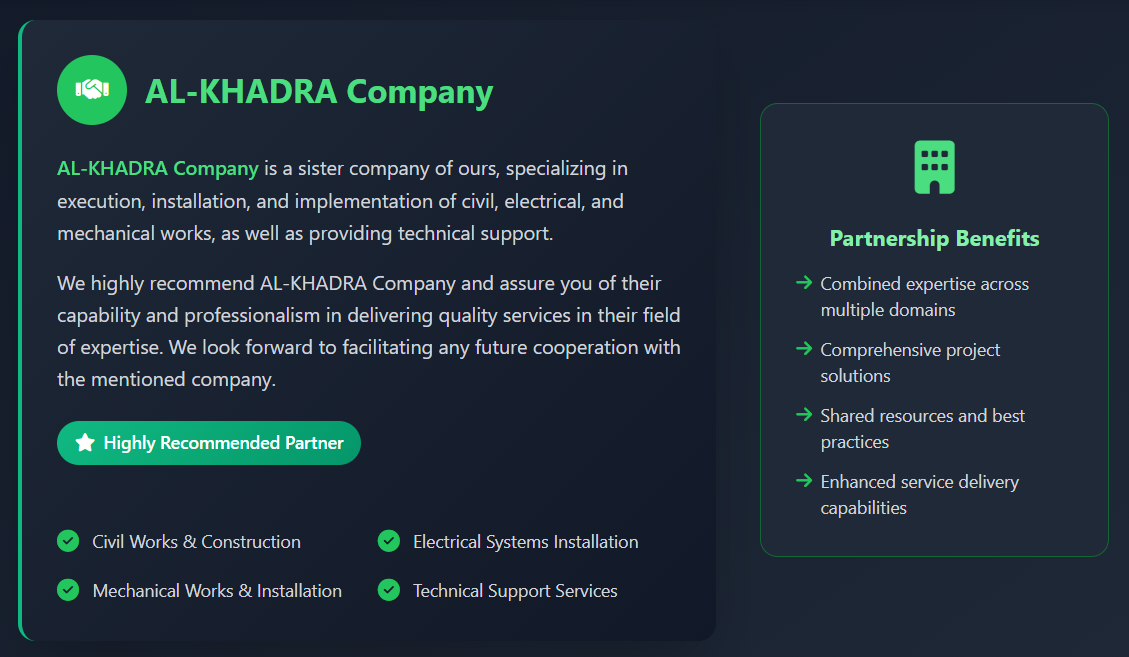 AL-KHADRA Company
AL-KHADRA Company is a sister company of ours, specializing in
execution, installation, and implementation of civil, electrical, and
mechanical works, as well as providing technical support.
We highly recommend AL-KHADRA Company and assure you of their
capability and professionalism in delivering quality services in their field
of expertise. We look forward to facilitating any future cooperation with
the mentioned company.
Highly Recommended Partner
Civil Works & Construction
Electrical Systems Installation
Mechanical Works & Installation
Technical Support Services
Partnership Benefits
Combined expertise across
multiple domains
Comprehensive project
solutions
Shared resources and best
practices
Enhanced service delivery
capabilities